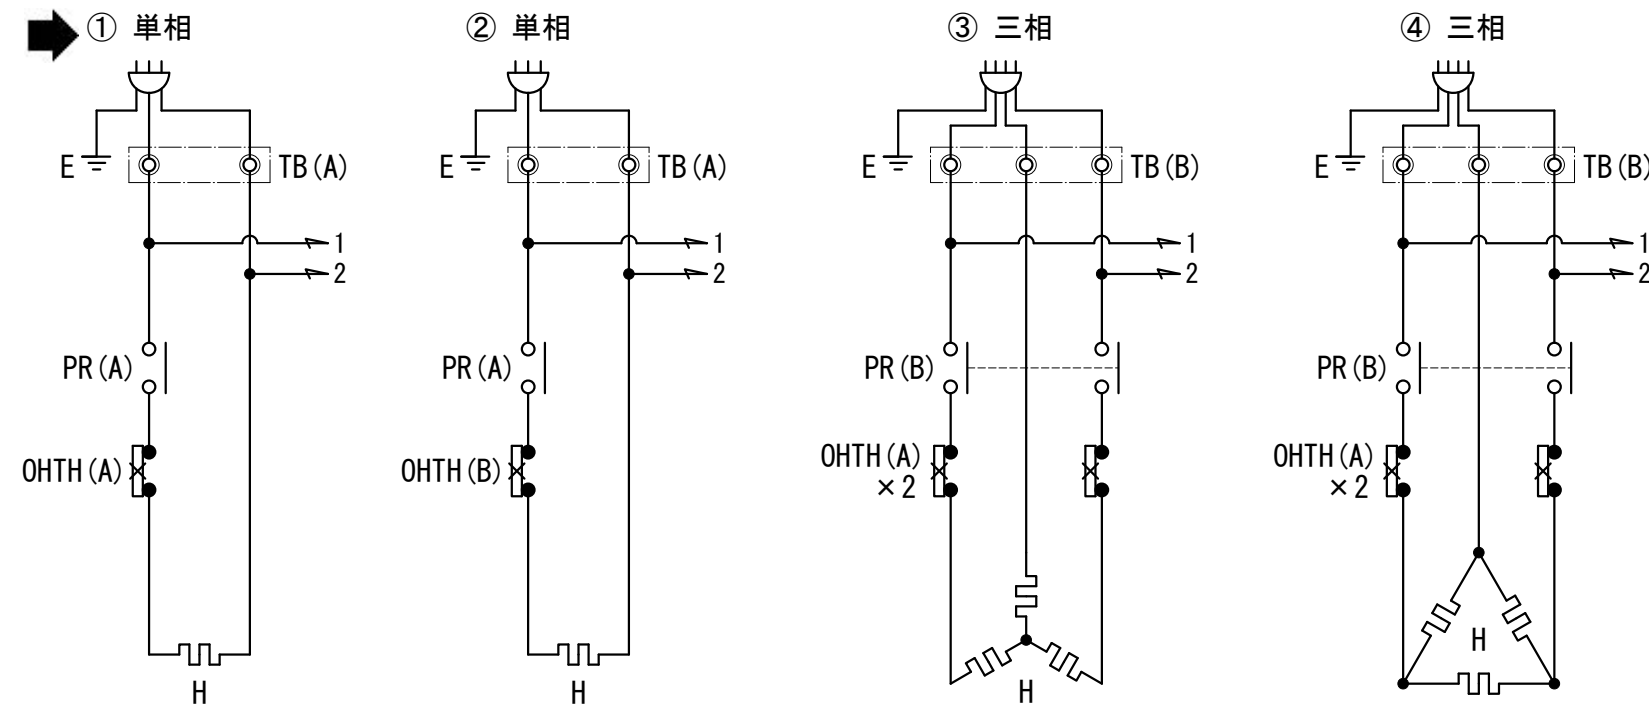 ① 単相
② 単相
③ 三相
④ 三相
E
TB(A)
E
TB(A)
E
TB(B)
E
TB(B)
1
1
1
1
2
2
2
2
PR(A)
PR(A)
PR(B)
PR(B)
OHTH(A)
OHTH(B)
OHTH(A)
×2
OHTH(A)
×2
H
H
H
H